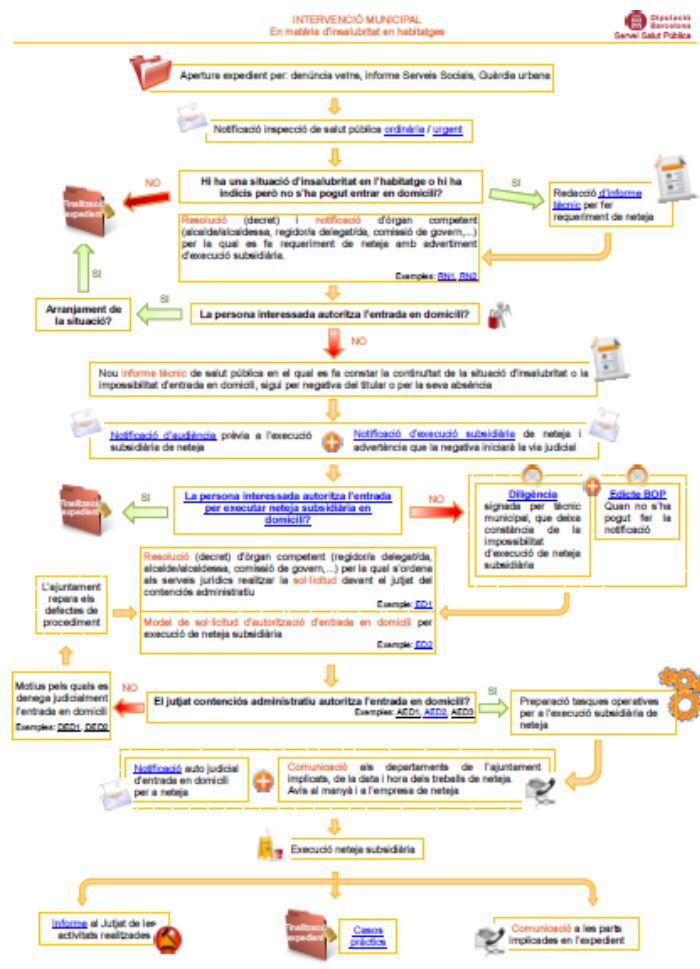 INTERVENCIÓ MUNICIPAL
En matèria d'insalubritat en habitatges
Diputació
Barcelona
Servei Salut Pública
Apertura expedient per: denúncia veïns, informe Serveis Socials, Guàrdia urbana
Notificació inspecció de salut pública ordinària / urgent
Hi ha una situació d'insalubritat en l'habitatge o hi ha
indicis però no s'ha pogut entrar en domicili?
NO
SI
Finalització
expedient
Redacció d'informe
tècnic per fer
requeriment de neteja
Resolució (decret) i notificació d'òrgan competent
(alcalde/alcaldessa, regidor/a delegat/da, comissió de govern,...)
per la qual es fa requeriment de neteja amb advertiment
d'execució subsidiària.
Exemples: RN1, RN2
SI
Arranjament de
la situació?
SI
La persona interessada autoritza l'entrada en domicili?
NO
Nou informe tècnic de salut pública en el qual es fa constar la continuïtat de la situació d'insalubritat o la
impossibilitat d'entrada en domicili, sigui per negativa del titular o per la seva absència
Notificació d'audiència prèvia a l'execució
subsidiària de neteja
Notificació d'execució subsidiària de neteja i
advertència que la negativa iniciarà la via judicial
Finalització
expedient
SI
La persona interessada autoritza l'entrada
per executar neteja subsidiària en
domicili?
NO
Diligència
signada per tècnic
municipal, que deixa
constància de la
impossibilitat
d'execució de neteja
subsidiària
Edicte BOP
Quan no s'ha
pogut fer la
notificació
Resolució (decret) d'òrgan competent (regidor/a delegat/da,
alcalde/alcaldessa, comissió de govern,...) per la qual s'ordena
als serveis jurídics realitzar la sol·licitud davant el jutjat del
contenciós administratiu
Exemple: ED1
Model de sol·licitud d'autorització d'entrada en domicili per
execució de neteja subsidiària
Exemple: ED2
L'ajuntament
repara els
defectes de
procediment
Motius pels quals es
denega judicialment
l'entrada en domicili
Exemples: DED1, DED2
NO
El jutjat contenciós administratiu autoritza l'entrada en domicili?
Exemples: AED1, AED2, AED3
SI
Preparació tasques operatives
per a l'execució subsidiària de
neteja
Notificació auto judicial
d'entrada en domicili
per a neteja
Comunicació als departaments de l'ajuntament
implicats, de la data i hora dels treballs de neteja.
Avís al manyà i a l'empresa de neteja
Execució neteja subsidiària
Informe al Jutjat de les
activitats realitzades
Finalització
expedient
Casos
pràctics
Comunicació a les parts
implicades en l'expedient